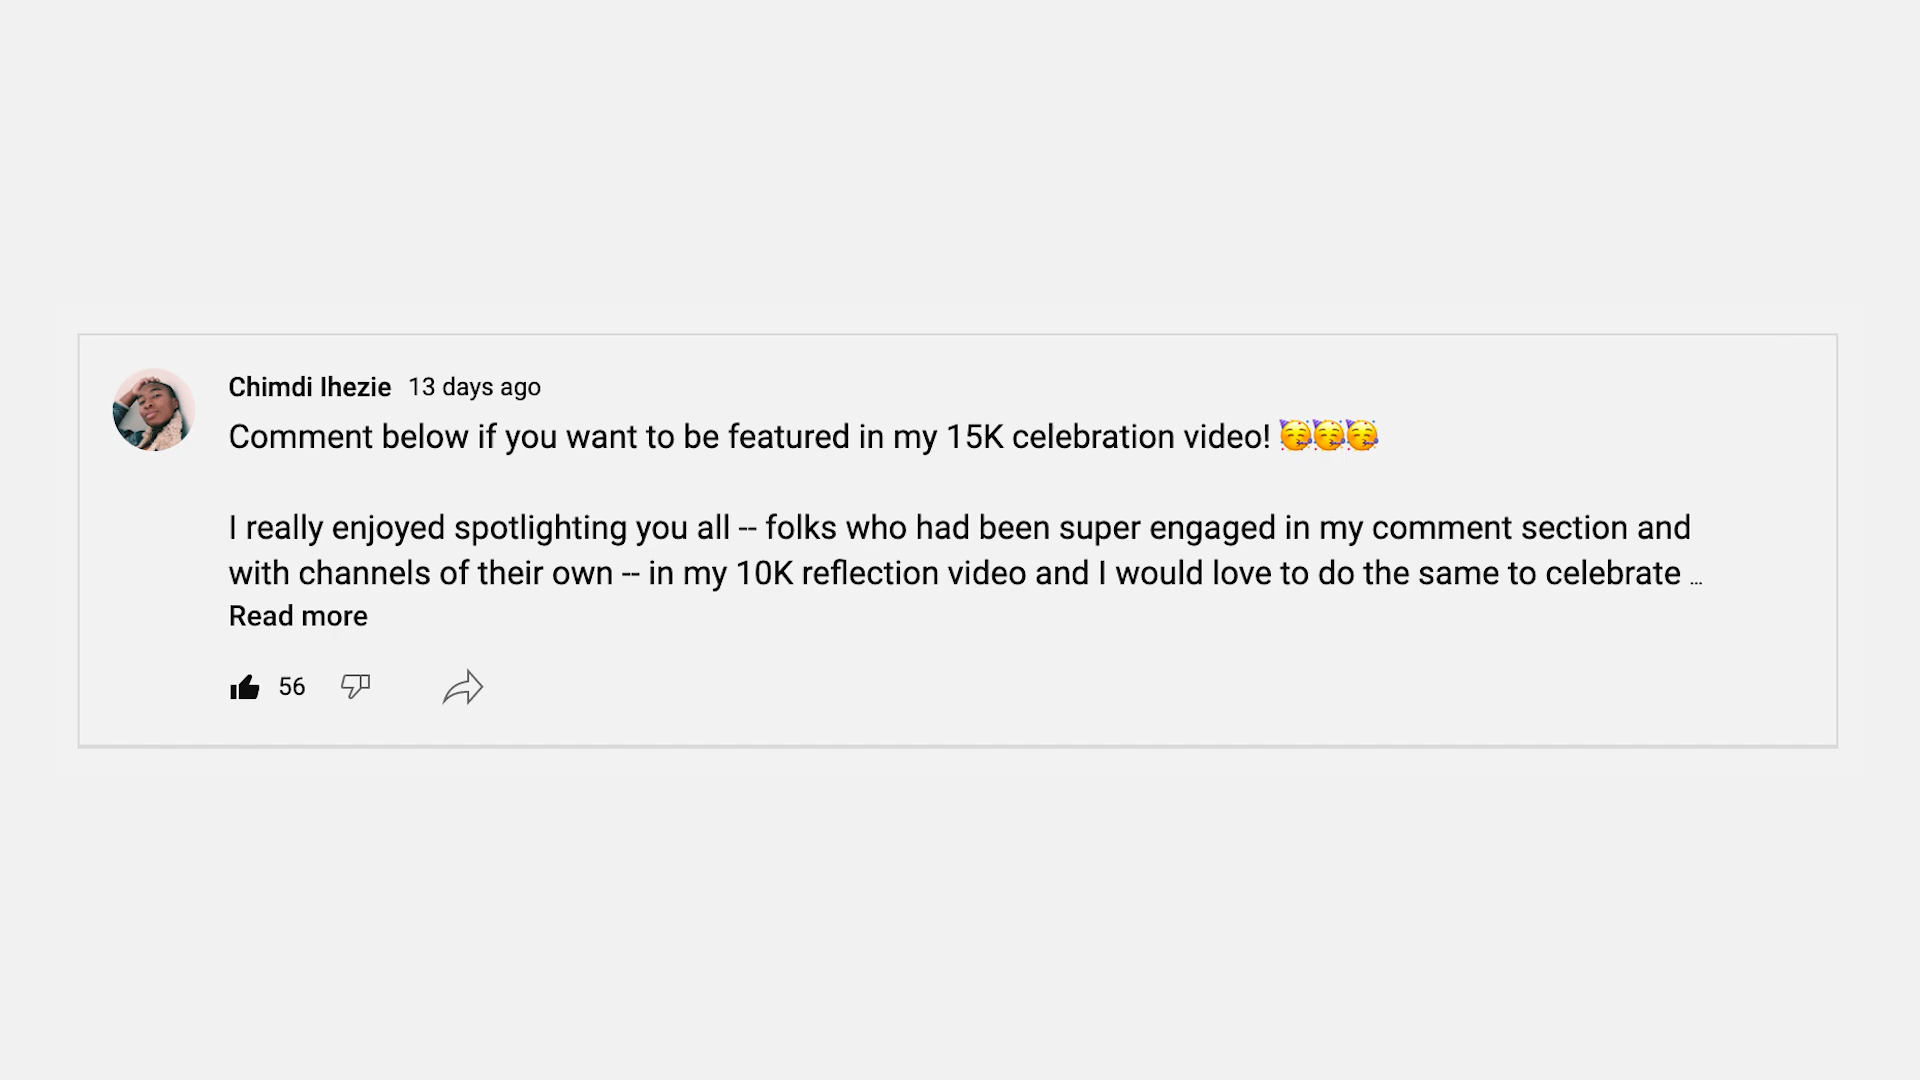 Chimdi Ihezie 13 days ago
Comment below if you want to be featured in my 15K celebration video! 🥳🥳🥳
I really enjoyed spotlighting you all -- folks who had been super engaged in my comment section and
with channels of their own -- in my 10K reflection video and I would love to do the same to celebrate ...
Read more
56